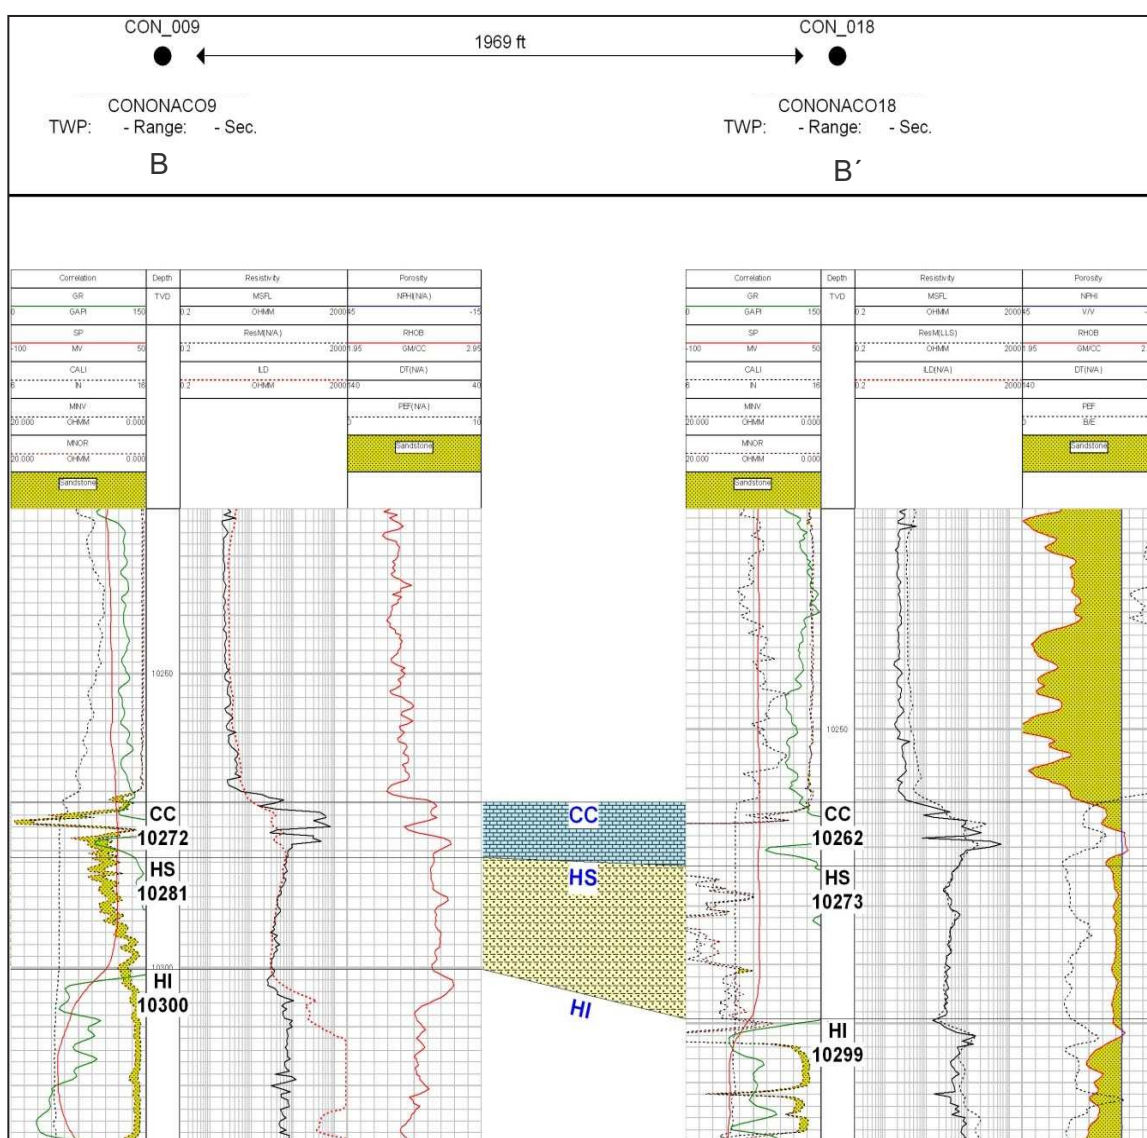 CON_009
1969 ft
CON_018
CONONACO9
CONONACO18
TWP: - Range: - Sec.
TWP: - Range: - Sec.
B
B´
Correlation Depth Resistivity Porosity
GR TVD MSFL NPHI(N/A)
0 GAPI 150 0.2 OHMM 2000 45 -15
SP ResM(N/A) RHOB
-100 MV 50 0.2 OHMM 2000 1.95 GM/CC 2.95
CALI ILD DT(N/A)
6 IN 16 0.2 OHMM 2000 140 40
MINV PEF(N/A)
20.000 OHMM 0.000 0 10
MNOR Sandstone
20.000 OHMM 0.000
Sandstone
10250
CC
10272
HS
10281
10300
HI
10300
CC
HS
HI
Correlation Depth Resistivity Porosity
GR TVD MSFL NPHI
0 GAPI 150 0.2 OHMM 2000 45 V/V
SP ResM(LLS) RHOB
-100 MV 50 0.2 OHMM 2000 1.95 GM/CC 2.
CALI ILD(N/A) DT(N/A)
6 IN 16 0.2 OHMM 2000 140
MINV PEF
20.000 OHMM 0.000 0 B/E
MNOR Sandstone
20.000 OHMM 0.000
Sandstone
10250
CC
10262
HS
10273
HI
10299